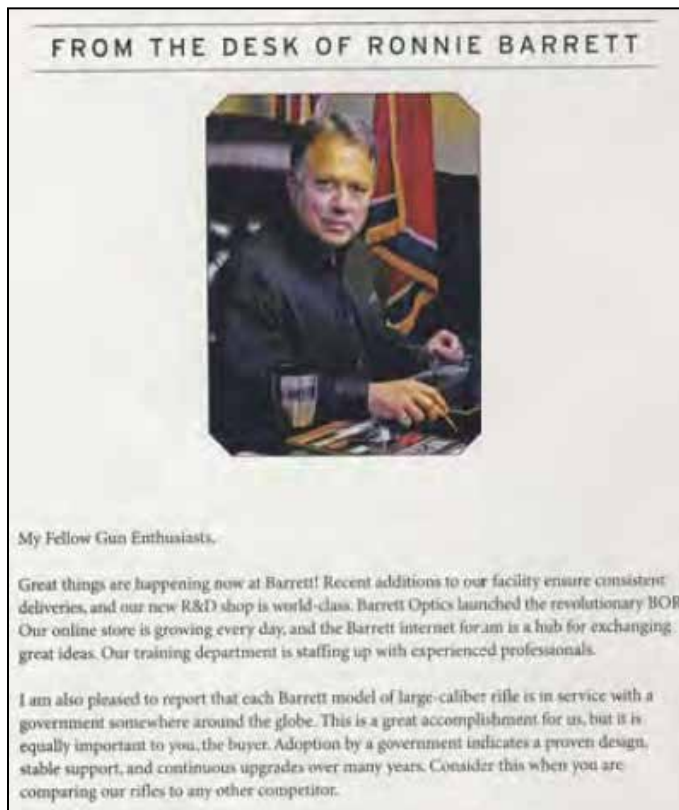 FROM THE DESK OF RONNIE BARRETT
My Fellow Gun Enthusiasts,
Great things are happening now at Barrett! Recent additions to our facility ensure consistent
deliveries, and our new R&D shop is world-class. Barrett Optics launched the revolutionary BOR
Our online store is growing every day, and the Barrett internet forum is a hub for exchanging
great ideas. Our training department is staffing up with experienced professionals.
I am also pleased to report that each Barrett model of large-caliber rifle is in service with a
government somewhere around the globe. This is a great accomplishment for us, but it is
equally important to you, the buyer. Adoption by a government indicates a proven design,
stable support, and continuous upgrades over many years. Consider this when you are
comparing our rifles to any other competitor.